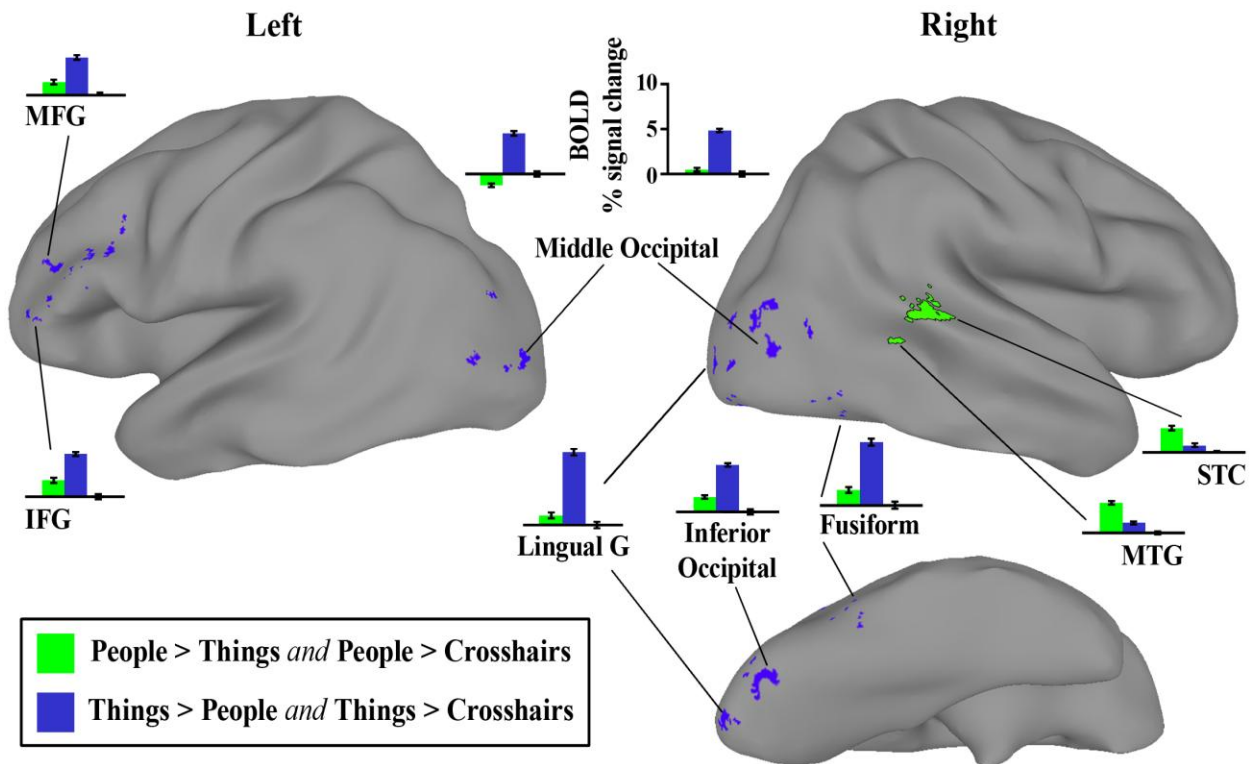 Left
Right
MFG
BOLD
% signal change
10
5
0
Middle Occipital
IFG
Lingual G
Inferior
Occipital
Fusiform
STC
MTG
People > Things and People > Crosshairs
Things > People and Things > Crosshairs